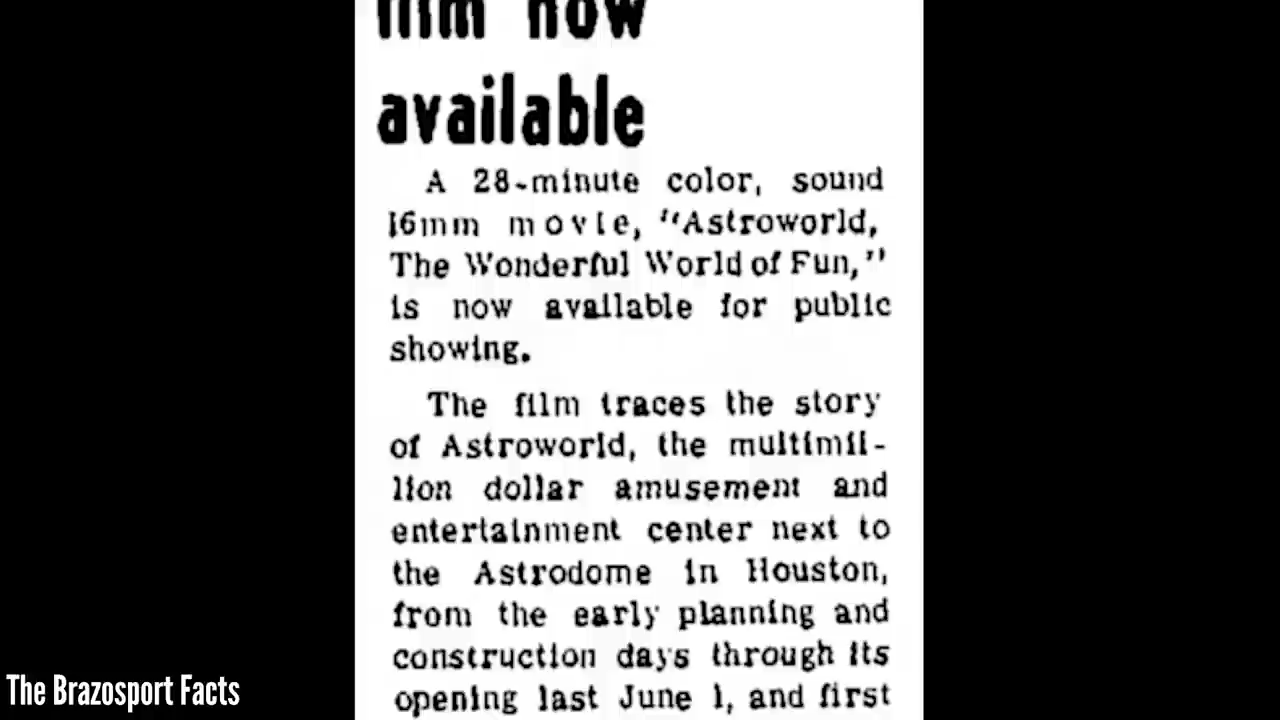 film now
available
A 28-minute color, sound
16mm movie, "Astroworld,
The Wonderful World of Fun,"
is now available for public
showing.
The film traces the story
of Astroworld, the multimil-
lion dollar amusement and
entertainment center next to
the Astrodome in Houston,
from the early planning and
construction days through its
opening last June 1, and first
The Brazosport Facts